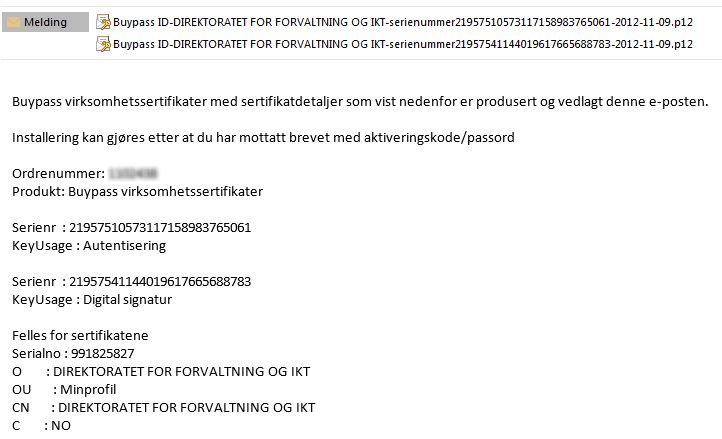 Melding
Buypass ID-DIREKTORATET FOR FORVALTNING OG IKT-serienummer21957510573117158983765061-2012-11-09.p12
Buypass ID-DIREKTORATET FOR FORVALTNING OG IKT-serienummer21957541144019617665688783-2012-11-09.p12
Buypass virksomhetssertifikater med sertifikatdetaljer som vist nedenfor er produsert og vedlagt denne e-posten.
Installering kan gjøres etter at du har mottatt brevet med aktiveringskode/passord
Ordrenummer:
Produkt: Buypass virksomhetssertifikater
Serienr : 21957510573117158983765061
KeyUsage : Autentisering
Serienr : 21957541144019617665688783
KeyUsage : Digital signatur
Felles for sertifikatene
Serialno : 991825827
O : DIREKTORATET FOR FORVALTNING OG IKT
OU : Minprofil
CN : DIREKTORATET FOR FORVALTNING OG IKT
C : NO